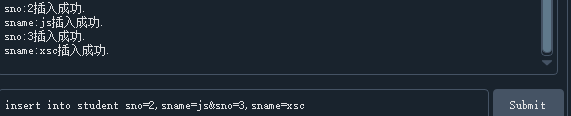 sno:2插入成功.
sname:js插入成功.
sno:3插入成功.
sname:xsc插入成功.
insert into student sno=2,sname=js&sno=3,sname=xsc
Submit